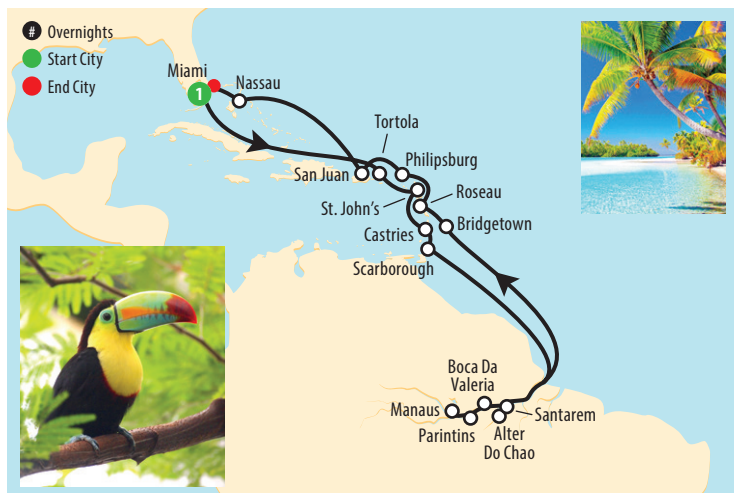 # Overnights
Start City
End City
Miami
1
Nassau
Tortola
San Juan
Philipsburg
St. John's
Roseau
Castries
Bridgetown
Scarborough
Boca Da
Valeria
Manaus
Santarem
Parintins
Alter
Do Chao